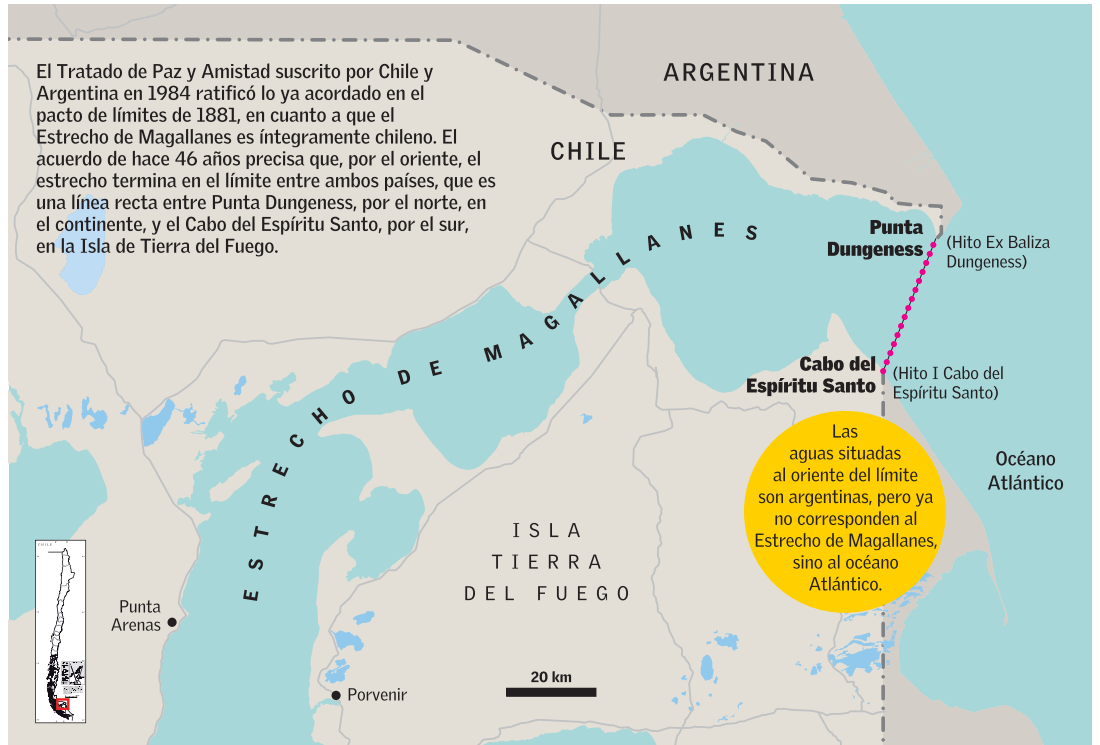 El Tratado de Paz y Amistad suscrito por Chile y
Argentina en 1984 ratificó lo ya acordado en el
pacto de límites de 1881, en cuanto a que el
Estrecho de Magallanes es íntegramente chileno. El
acuerdo de hace 46 años precisa que, por el oriente, el
estrecho termina en el límite entre ambos países, que es
una línea recta entre Punta Dungeness, por el norte, en
el continente, y el Cabo del Espíritu Santo, por el sur,
en la Isla de Tierra del Fuego.
ARGENTINA
CHILE
ESTRECHO DE MAGALLANES
Punta
Dungeness
(Hito Ex Baliza
Dungeness)
Cabo del
Espíritu Santo
(Hito I Cabo del
Espíritu Santo)
Las
aguas situadas
al oriente del límite
son argentinas, pero ya
no corresponden al
Estrecho de Magallanes,
sino al océano
Atlántico.
Océano
Atlántico
ISLA
TIERRA
DEL FUEGO
CHILE
Punta
Arenas
Porvenir
20 km